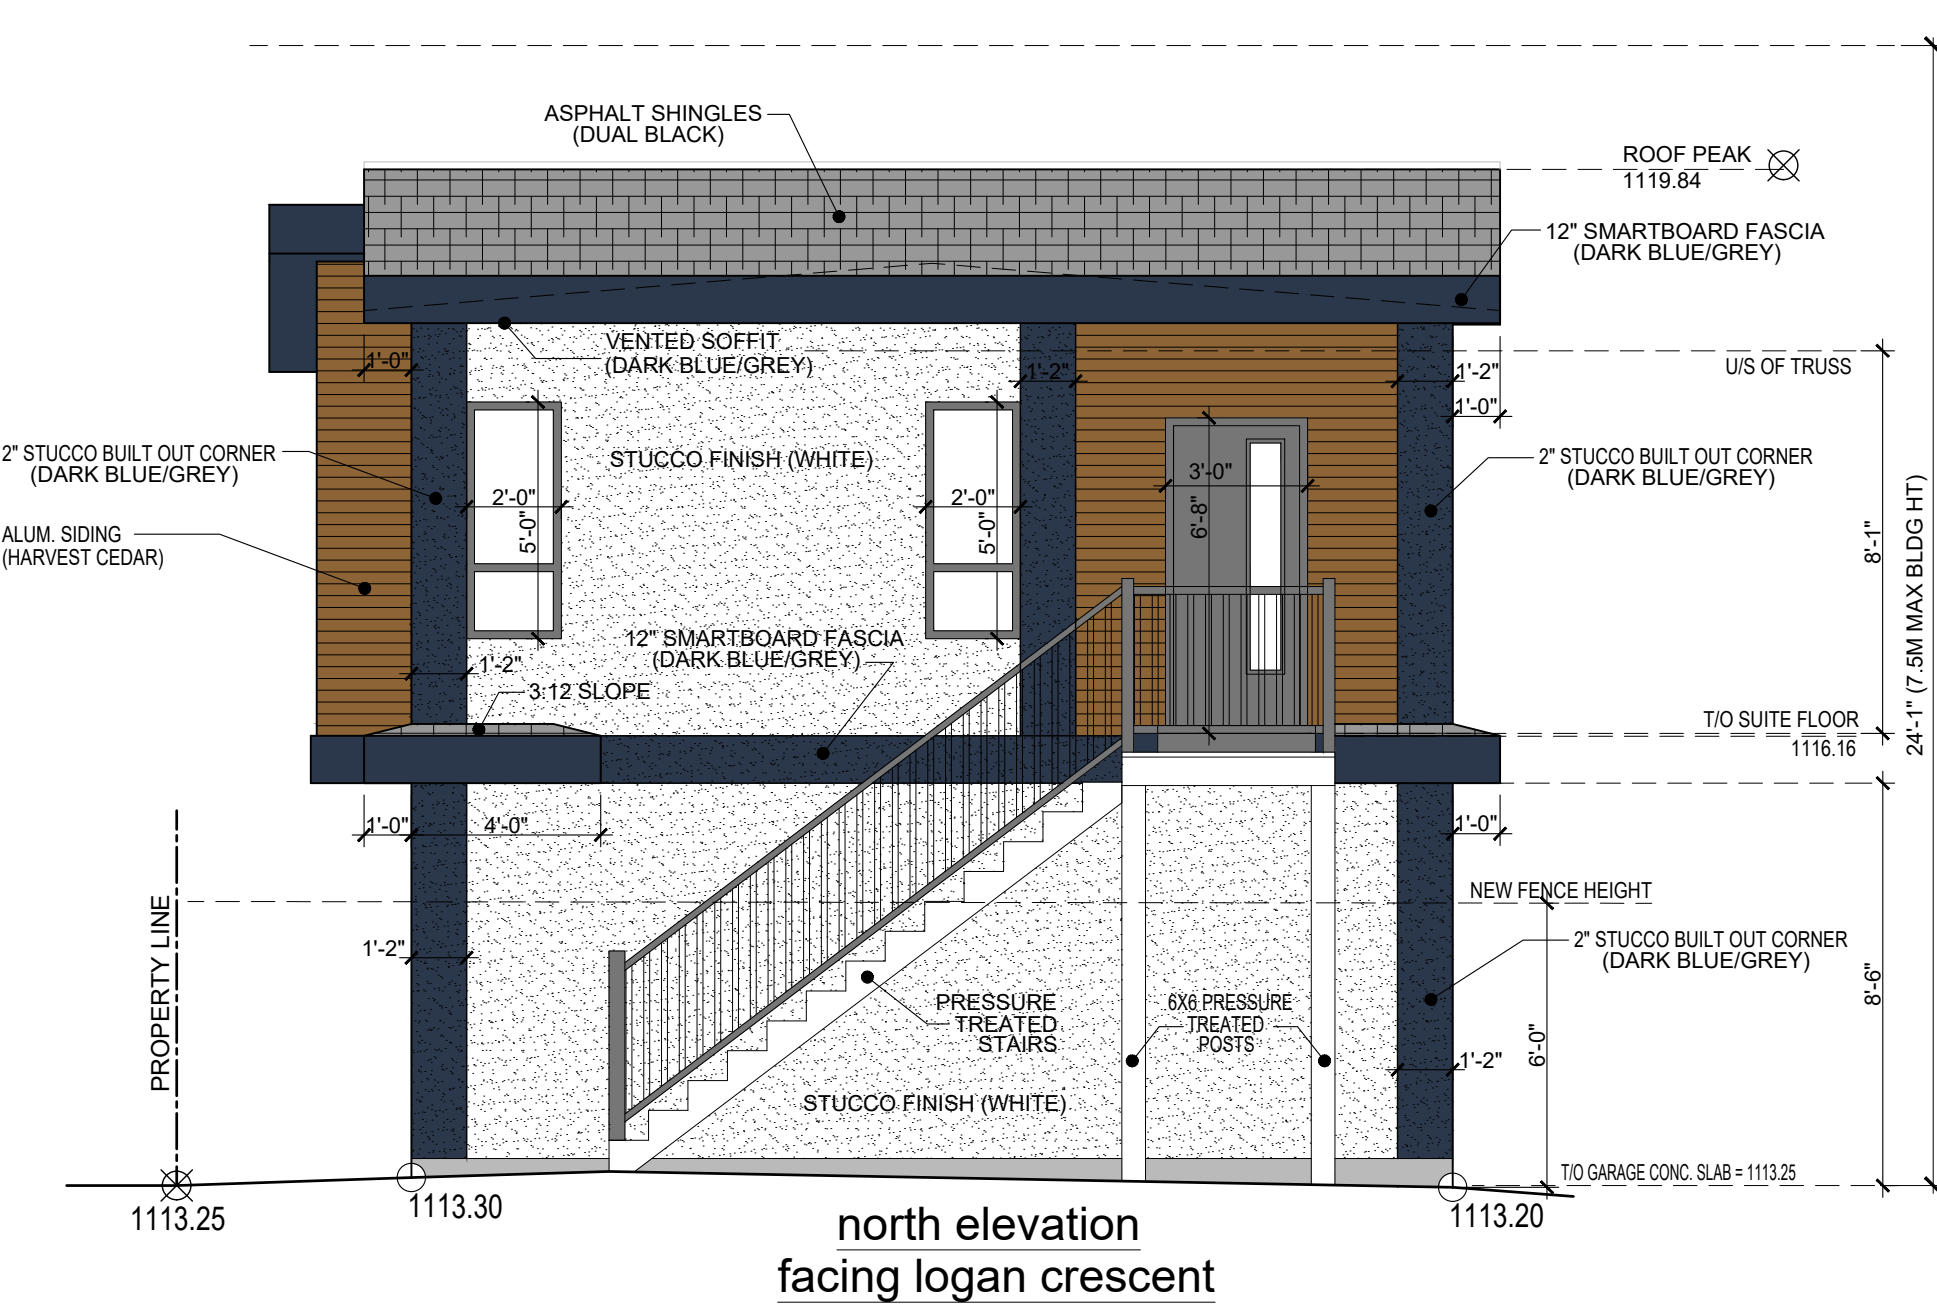 ASPHALT SHINGLES
(DUAL BLACK)
ROOF PEAK
1119.84
12" SMARTBOARD FASCIA
(DARK BLUE/GREY)
VENTED SOFFIT
(DARK BLUE/GREY)
1'-0"
1'-2"
1'-2"
1'-0"
U/S OF TRUSS
2" STUCCO BUILT OUT CORNER
(DARK BLUE/GREY)
STUCCO FINISH (WHITE)
2'-0"
5'-0"
2'-0"
5'-0"
3'-0"
6'-8"
2" STUCCO BUILT OUT CORNER
(DARK BLUE/GREY)
ALUM. SIDING
(HARVEST CEDAR)
8'-1"
24'-1" (7.5M MAX BLDG HT)
12" SMARTBOARD FASCIA
(DARK BLUE/GREY)
1'-2"
3:12 SLOPE
T/O SUITE FLOOR
1116.16
1'-0"
4'-0"
1'-0"
PROPERTY LINE
NEW FENCE HEIGHT
1'-2"
2" STUCCO BUILT OUT CORNER
(DARK BLUE/GREY)
8'-6"
PRESSURE
TREATED
STAIRS
6X6 PRESSURE
TREATED
POSTS
6'-0"
1'-2"
STUCCO FINISH (WHITE)
T/O GARAGE CONC. SLAB = 1113.25
1113.25
1113.30
1113.20
north elevation
facing logan crescent